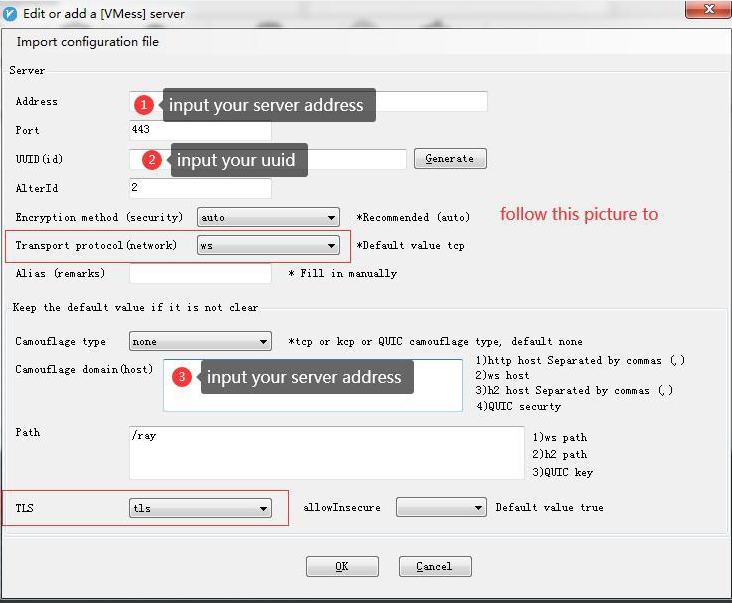 Edit or add a [VMess] server
Import configuration file
Server
Address
1 input your server address
Port 443
UUID(id) 2 input your uuid Generate
AlterId 2
Encryption method (security) auto *Recommended (auto)
follow this picture to
Transport protocol(network) ws *Default value tcp
Alias (remarks) * Fill in manually
Keep the default value if it is not clear
Camouflage type none *tcp or kcp or QUIC camouflage type, default none
Camouflage domain(host) 3 input your server address
1)http host Separated by commas (,)
2)ws host
3)h2 host Separated by commas (,)
4)QUIC securty
Path /ray
1)ws path
2)h2 path
3)QUIC key
TLS tls allowInsecure Default value true
OK Cancel